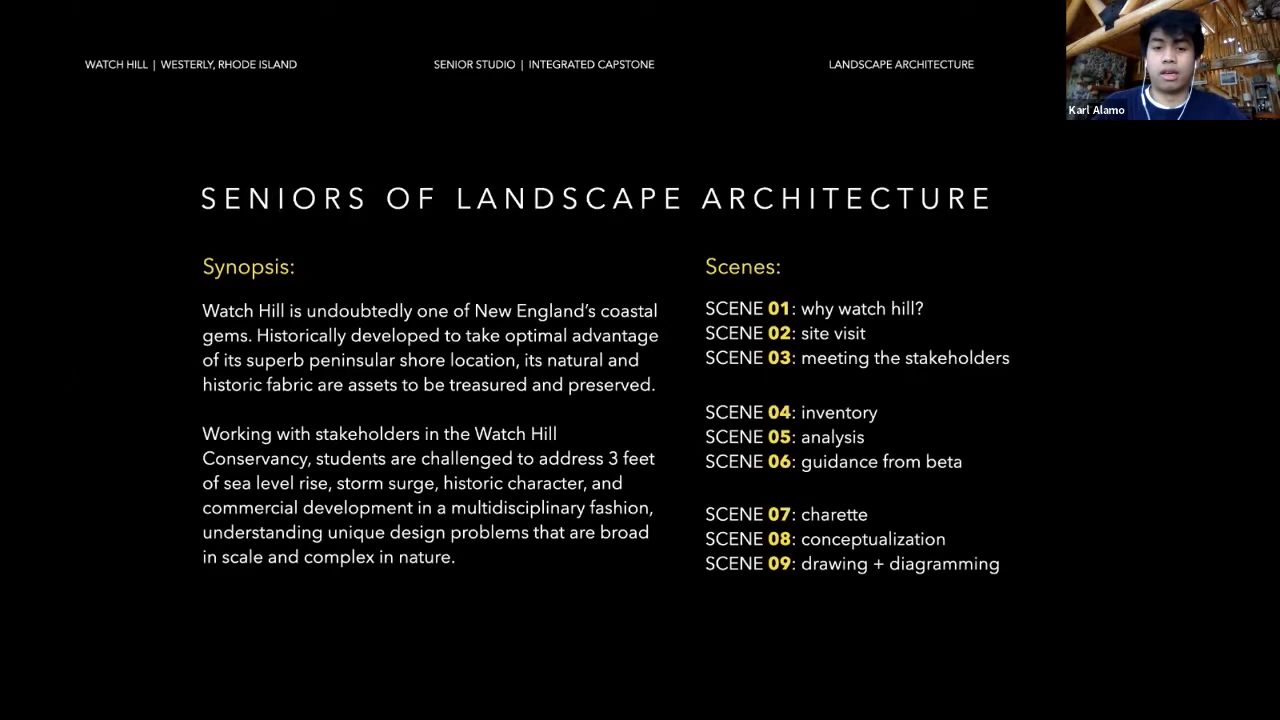 WATCH HILL | WESTERLY, RHODE ISLAND
SENIOR STUDIO | INTEGRATED CAPSTONE
LANDSCAPE ARCHITECTURE
Karl Alamo
SENIORS OF LANDSCAPE ARCHITECTURE
Synopsis:
Watch Hill is undoubtedly one of New England's coastal
gems. Historically developed to take optimal advantage
of its superb peninsular shore location, its natural and
historic fabric are assets to be treasured and preserved.
Working with stakeholders in the Watch Hill
Conservancy, students are challenged to address 3 feet
of sea level rise, storm surge, historic character, and
commercial development in a multidisciplinary fashion,
understanding unique design problems that are broad
in scale and complex in nature.
Scenes:
SCENE 01: why watch hill?
SCENE 02: site visit
SCENE 03: meeting the stakeholders
SCENE 04: inventory
SCENE 05: analysis
SCENE 06: guidance from beta
SCENE 07: charette
SCENE 08: conceptualization
SCENE 09: drawing + diagramming